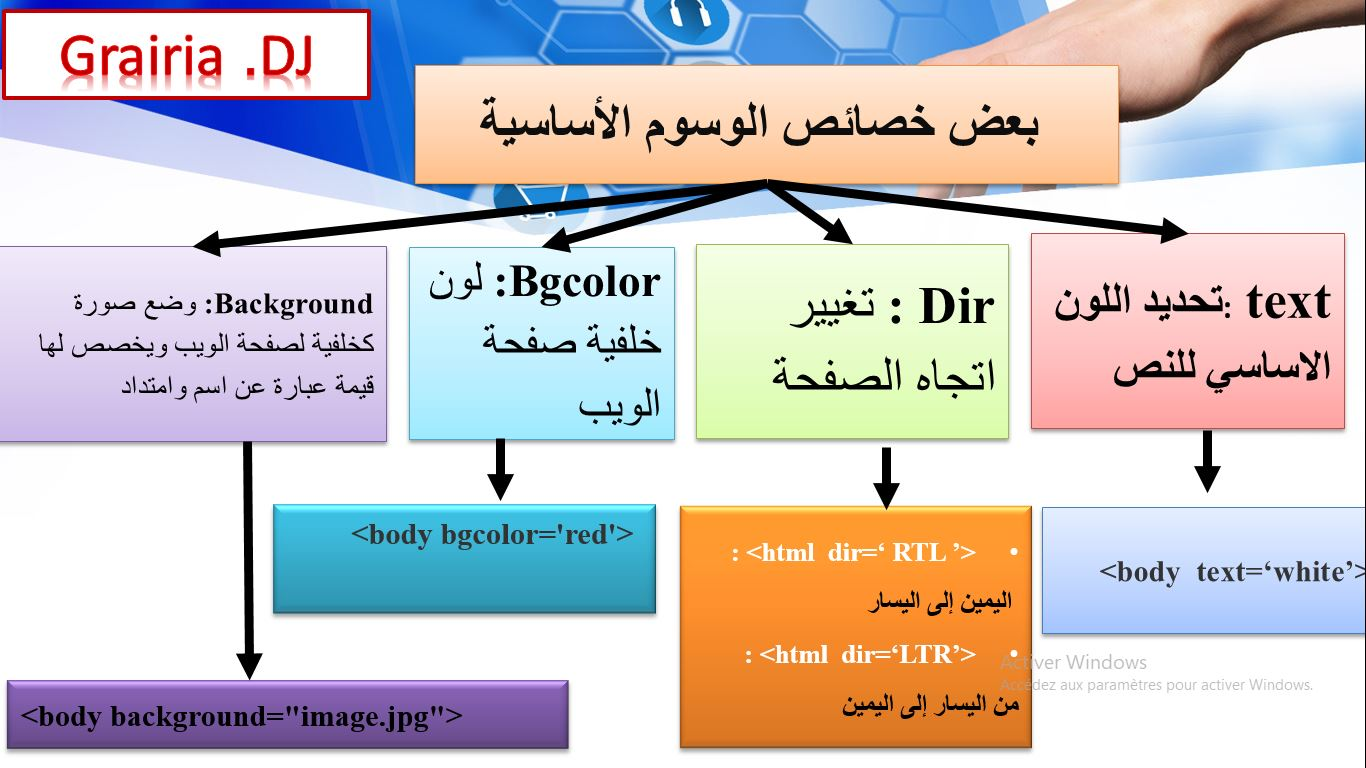 Grairia .DJ
بعض خصائص الوسوم الأساسية
text :تحديد اللون
الاساسي للنص
Dir : تغيير
اتجاه الصفحة
Bgcolor: لون
خلفية صفحة
الويب
Background: وضع صورة
كخلفية لصفحة الويب ويخصص لها
قيمة عبارة عن اسم وامتداد
<body text=‘white’>
• <html dir=‘ RTL ’> :
اليمين إلى اليسار
• <html dir=‘LTR’> :
من اليسار إلى اليمين
<body bgcolor='red'>
<body background="image.jpg">
Activer Windows
Accédez aux paramètres pour activer Windows.